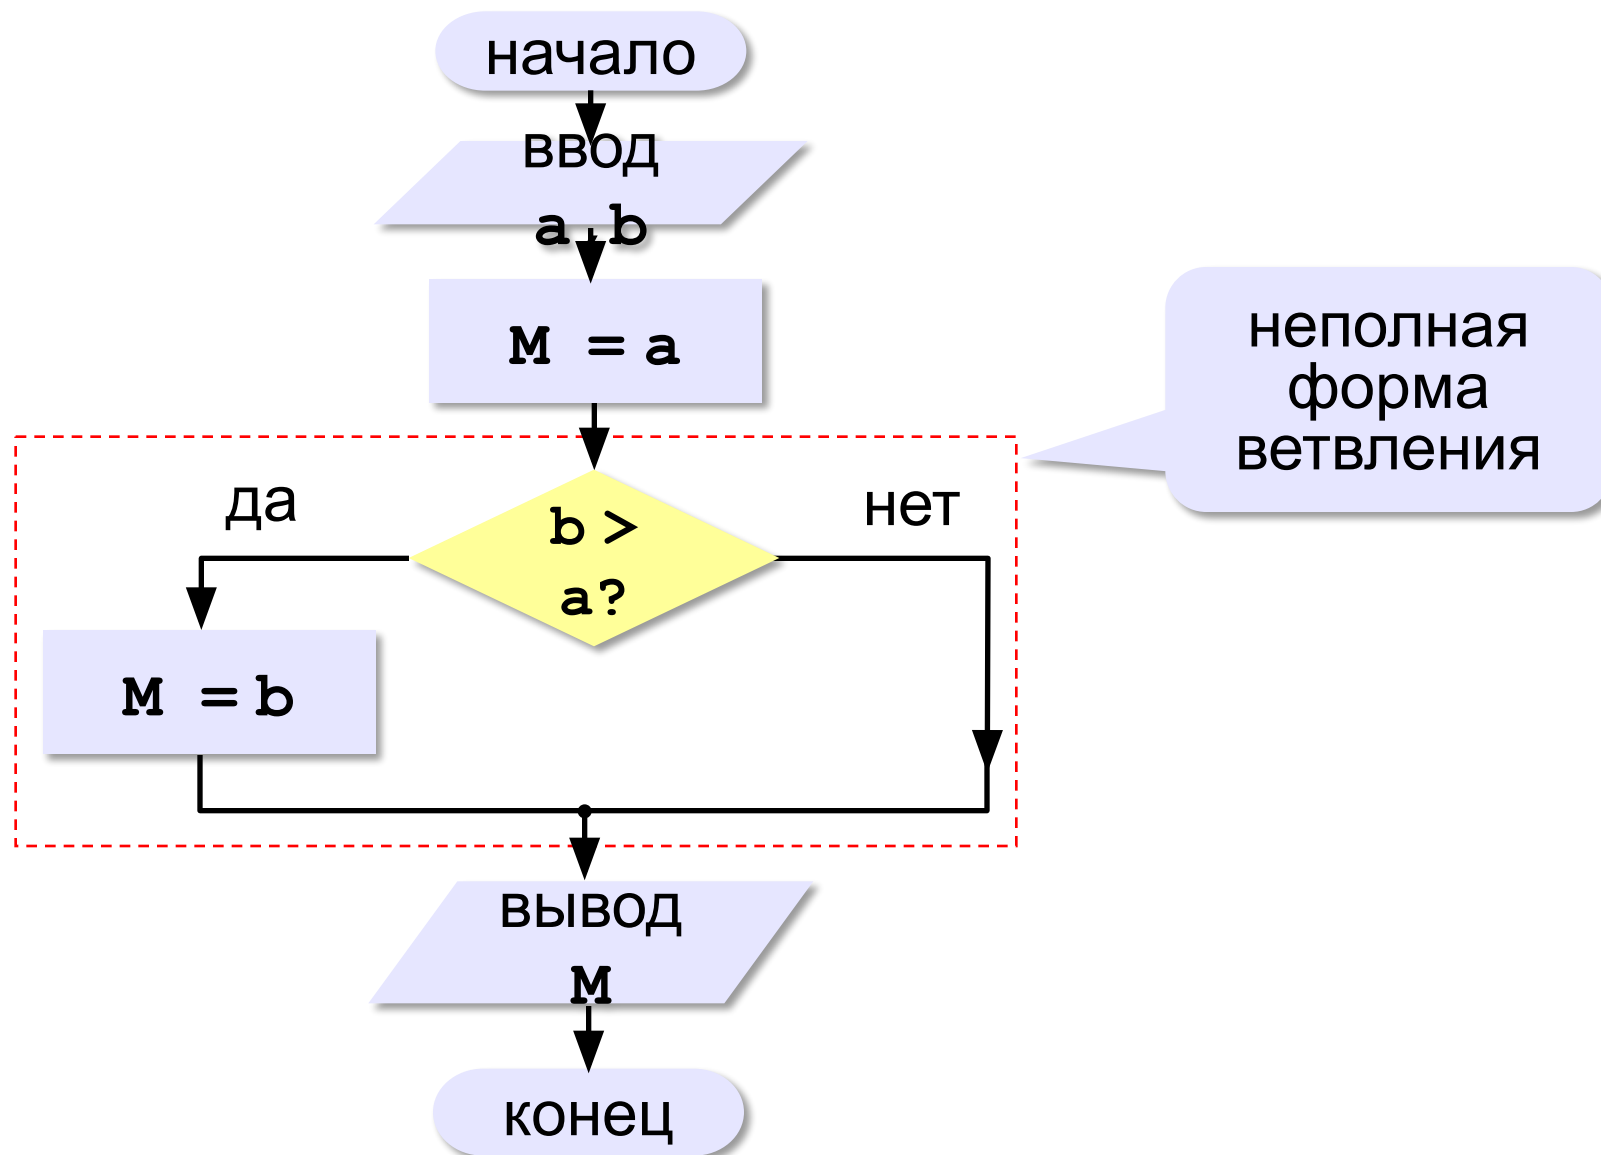 начало
ввод
a,b
M = a
да
b >
a?
нет
M = b
неполная
форма
ветвления
вывод
M
конец